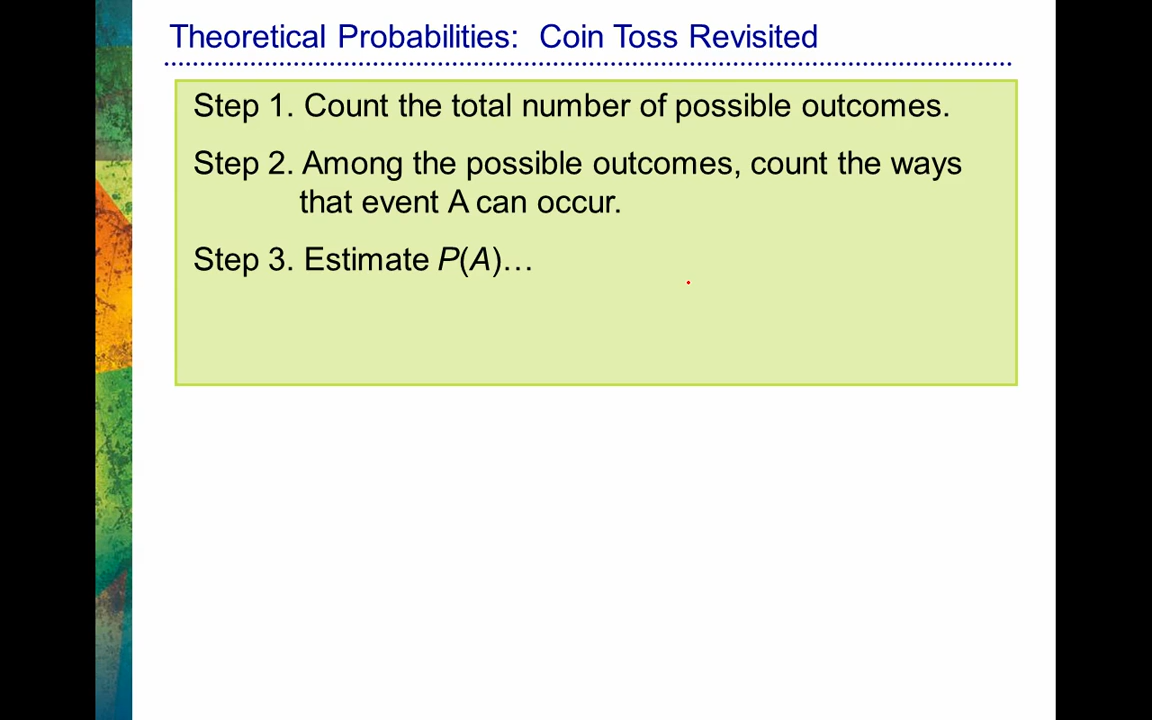 Theoretical Probabilities:  Coin Toss Revisited
Step 1. Count the total number of possible outcomes.
Step 2. Among the possible outcomes, count the ways
that event A can occur.
Step 3. Estimate P(A)…